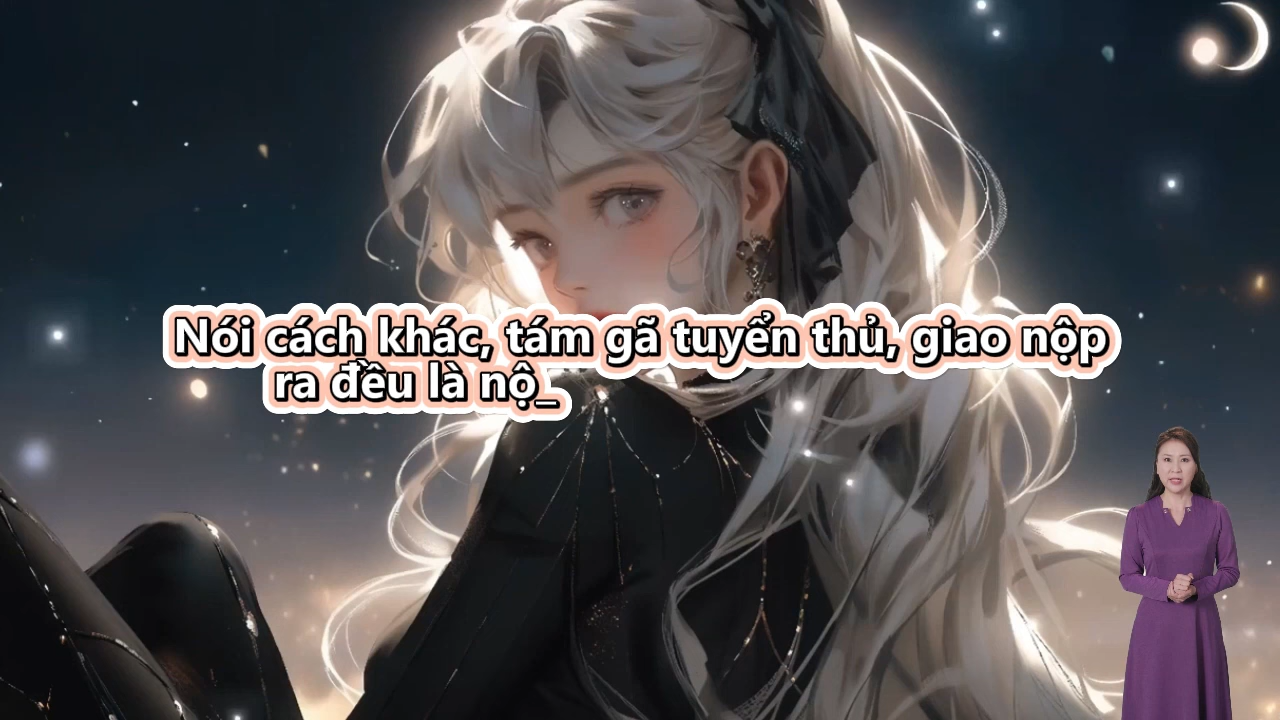 Nói cách khác, tám gã tuyển thủ, giao nộp
ra đều là nộ_